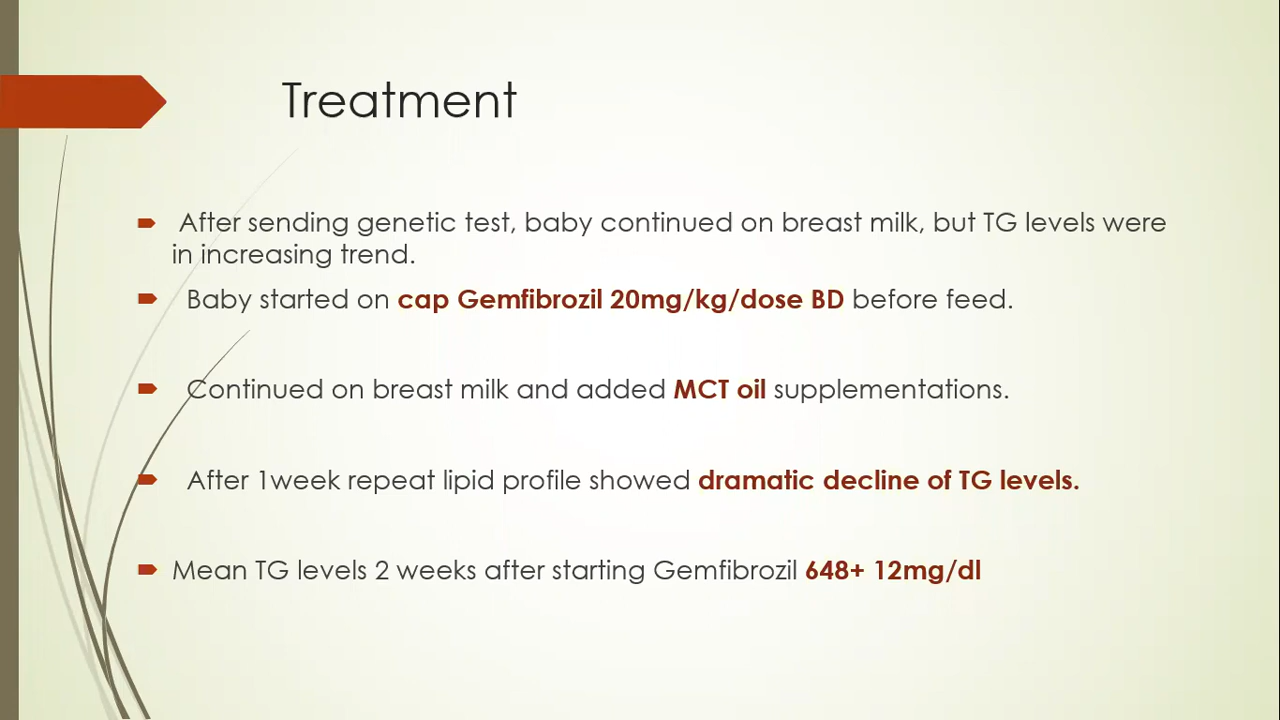 Treatment
After sending genetic test, baby continued on breast milk, but TG levels were
in increasing trend.
Baby started on cap Gemfibrozil 20mg/kg/dose BD before feed.
Continued on breast milk and added MCT oil supplementations.
After 1week repeat lipid profile showed dramatic decline of TG levels.
Mean TG levels 2 weeks after starting Gemfibrozil 648+ 12mg/dl